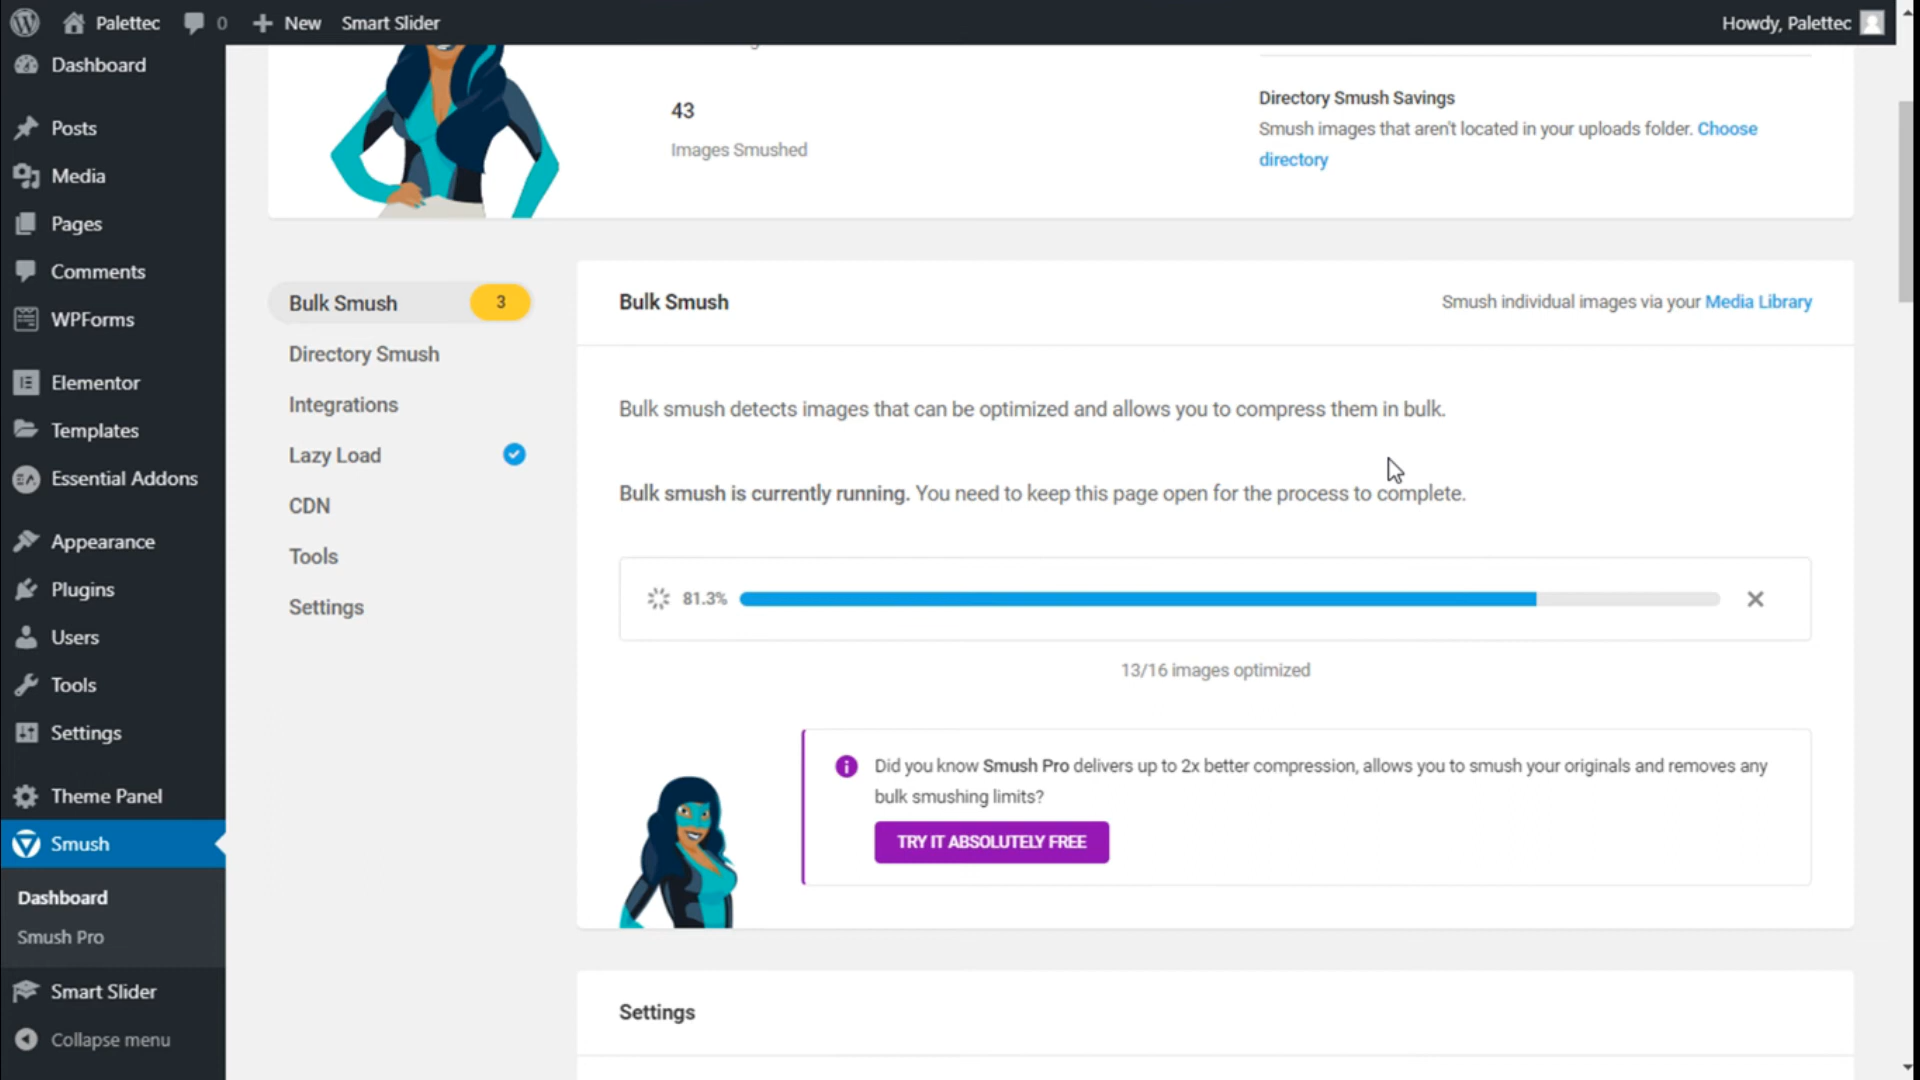 Palettec
0
New
Smart Slider
Howdy, Palettec
Dashboard
Posts
Media
Pages
Comments
WPForms
Elementor
Templates
Essential Addons
Appearance
Plugins
Users
Tools
Settings
Theme Panel
Smush
Dashboard
Smush Pro
Smart Slider
Collapse menu
43
Images Smushed
Directory Smush Savings
Smush images that aren't located in your uploads folder. Choose
directory
Bulk Smush
3
Directory Smush
Integrations
Lazy Load
CDN
Tools
Settings
Bulk Smush
Smush individual images via your Media Library
Bulk smush detects images that can be optimized and allows you to compress them in bulk.
Bulk smush is currently running. You need to keep this page open for the process to complete.
81.3%
13/16 images optimized
Did you know Smush Pro delivers up to 2x better compression, allows you to smush your originals and removes any
bulk smushing limits?
TRY IT ABSOLUTELY FREE
Settings